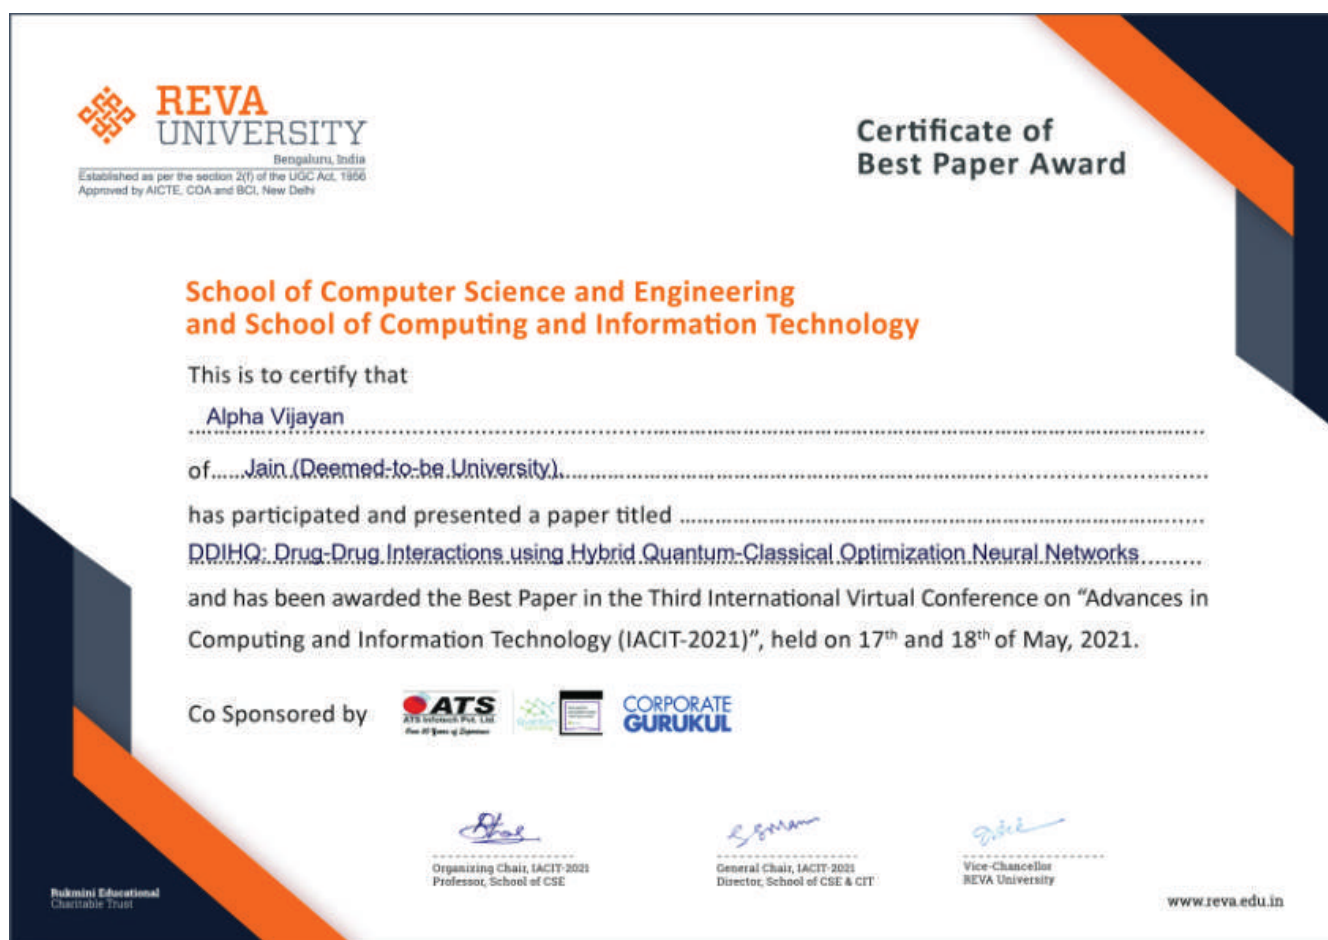 REVA
UNIVERSITY
Bengaluru, India
Established as per the section 2(f) of the UGC Act, 1956
Approved by AICTE, COA and BCI, New Delhi
Certificate of
Best Paper Award
School of Computer Science and Engineering
and School of Computing and Information Technology
This is to certify that
Alpha Vijayan
of Jain (Deemed-to-be University),
has participated and presented a paper titled
DDIHQ: Drug-Drug Interactions using Hybrid Quantum-Classical Optimization Neural Networks
and has been awarded the Best Paper in the Third International Virtual Conference on “Advances in
Computing and Information Technology (IACIT-2021)”, held on 17th and 18th of May, 2021.
Co Sponsored by
ATS
ATS Infotech Pvt. Ltd.
CORPORATE
GURUKUL
Organizing Chair, IACIT-2021
Professor, School of CSE
General Chair, IACIT-2021
Director, School of CSE & CIT
Vice-Chancellor
REVA University
Rukmini Educational
Charitable Trust
www.reva.edu.in